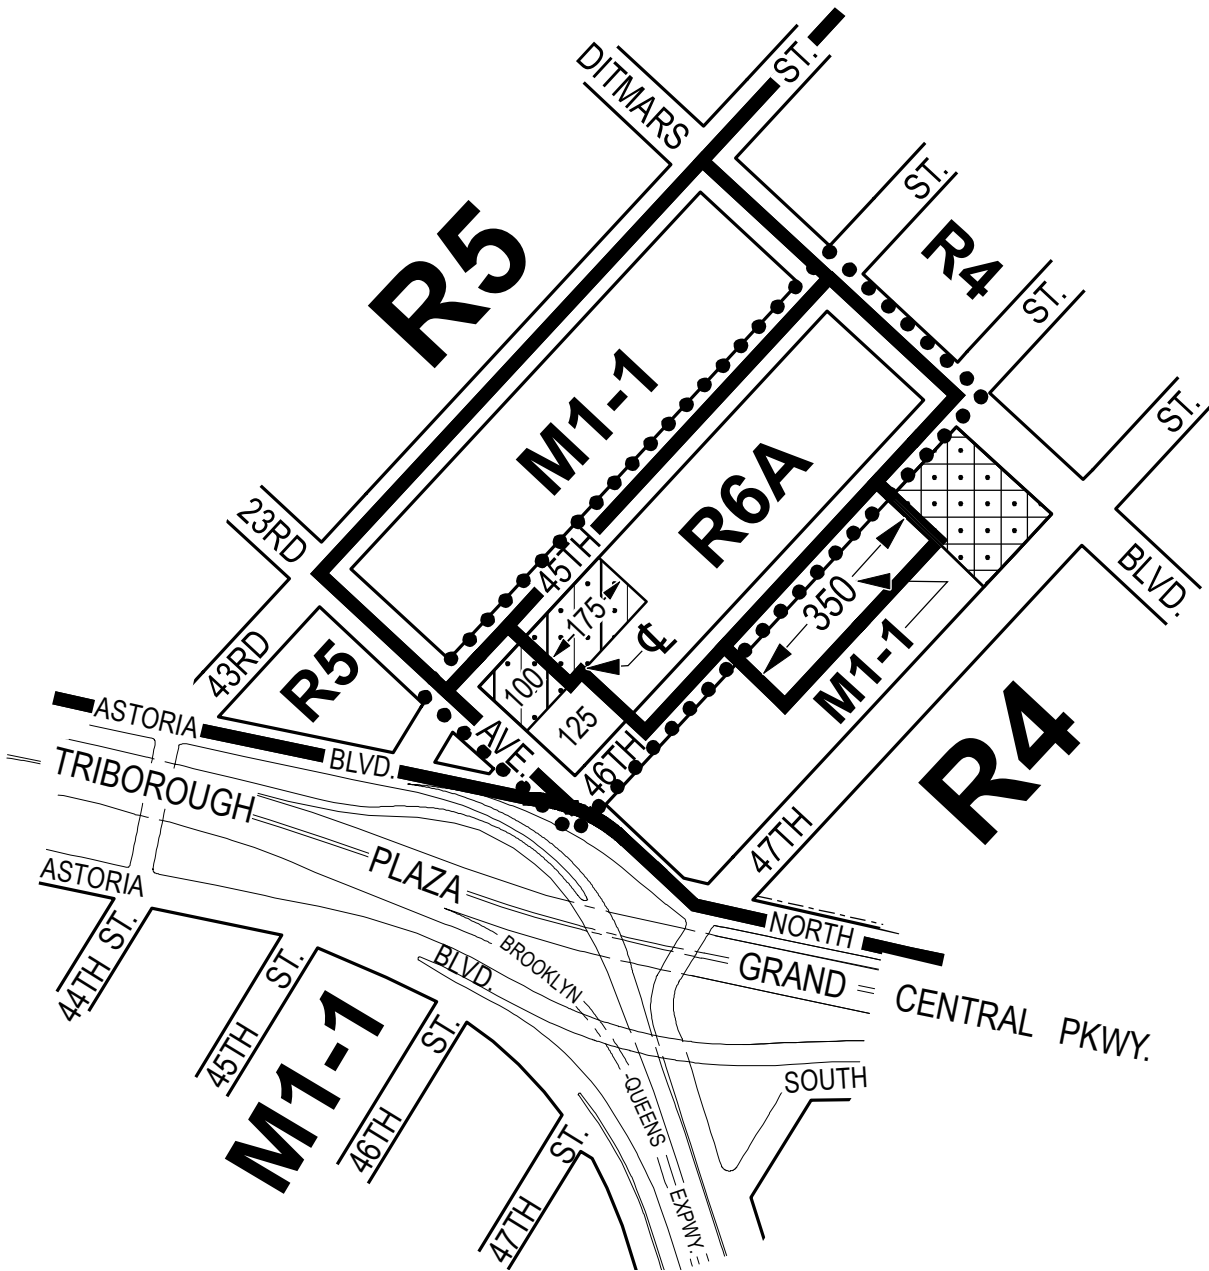 DITMARS
ST.
ST.
R4
ST.
ST.
BLVD.
R5
M1-1
R6A
23RD
45TH
175
350
℄
M1-1
43RD
R5
100
125
AVE.
46TH
R4
ASTORIA
BLVD.
TRIBOROUGH
PLAZA
47TH
ASTORIA
NORTH
GRAND
CENTRAL PKWY.
BROOKLYN
BLVD.
44TH ST.
45TH ST.
M1-1
46TH ST.
SOUTH
QUEENS
EXPWY.
47TH ST.